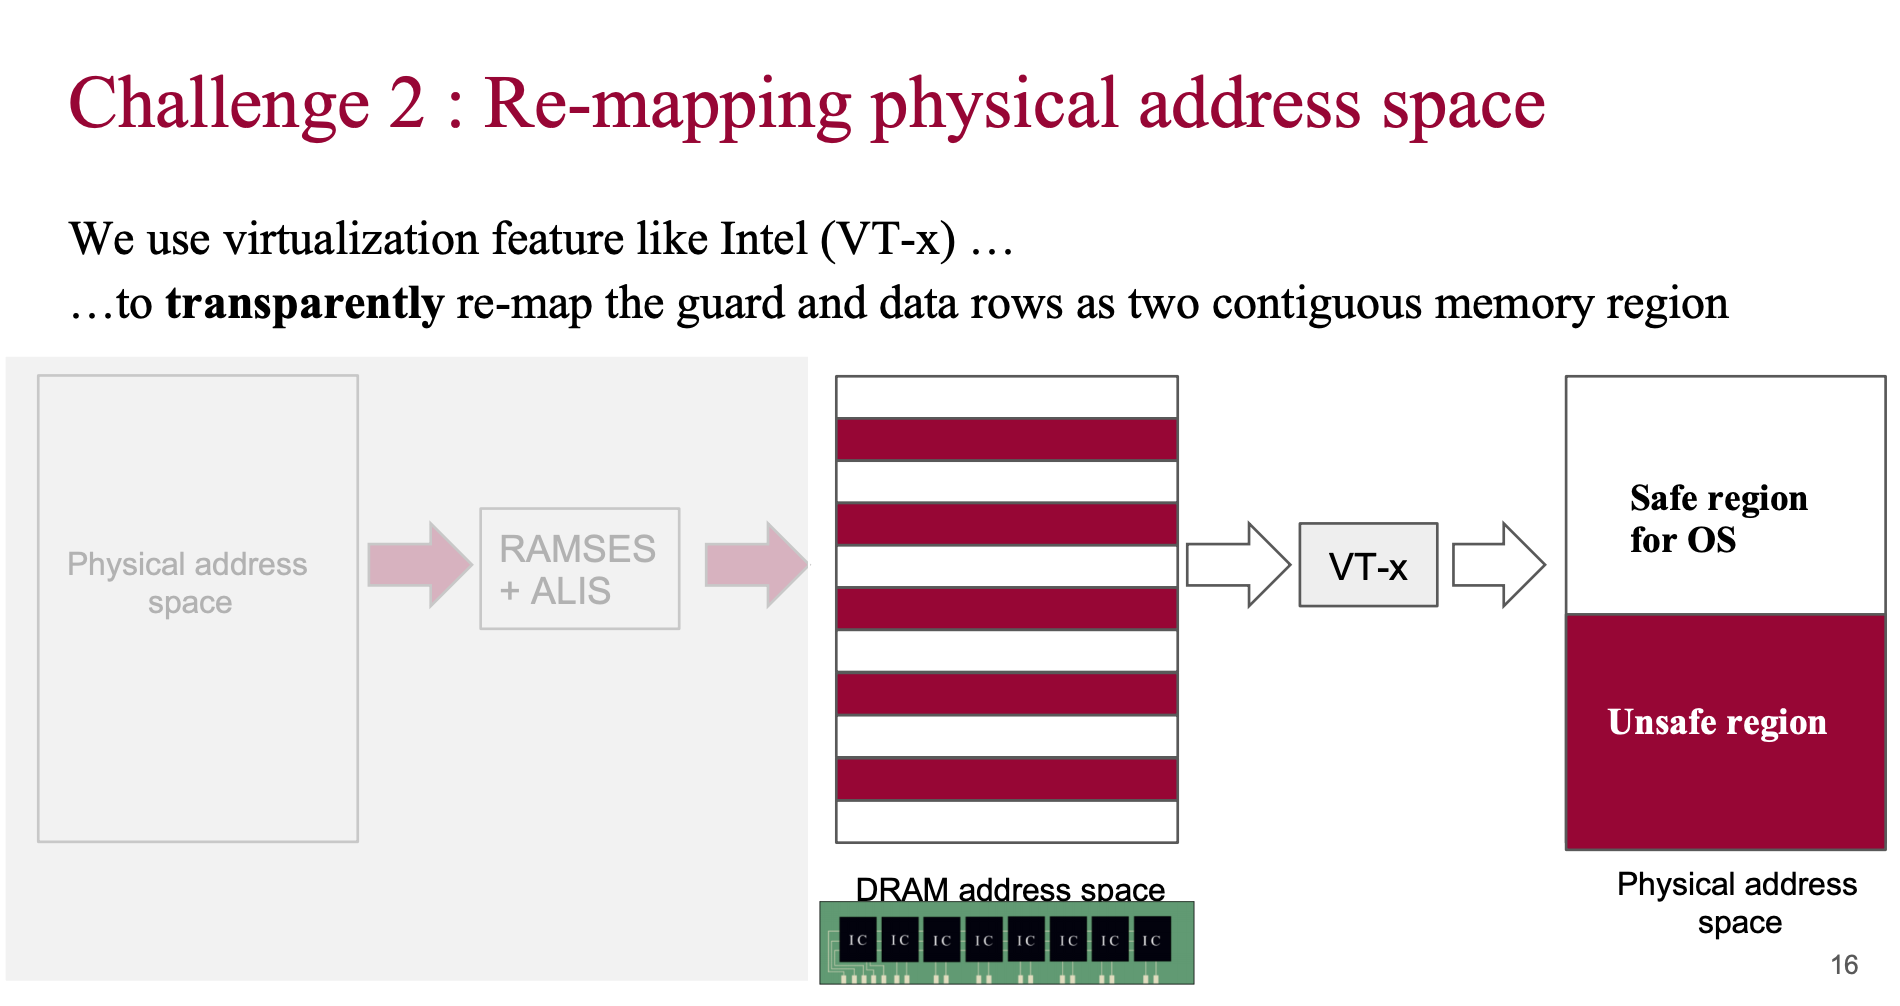 Challenge 2 : Re-mapping physical address space
We use virtualization feature like Intel (VT-x) …
…to transparently re-map the guard and data rows as two contiguous memory region
Physical address
space
RAMSES
+ ALIS
VT-x
Safe region
for OS
Unsafe region
DRAM address space
IC IC IC IC IC IC IC IC
Physical address
space
16